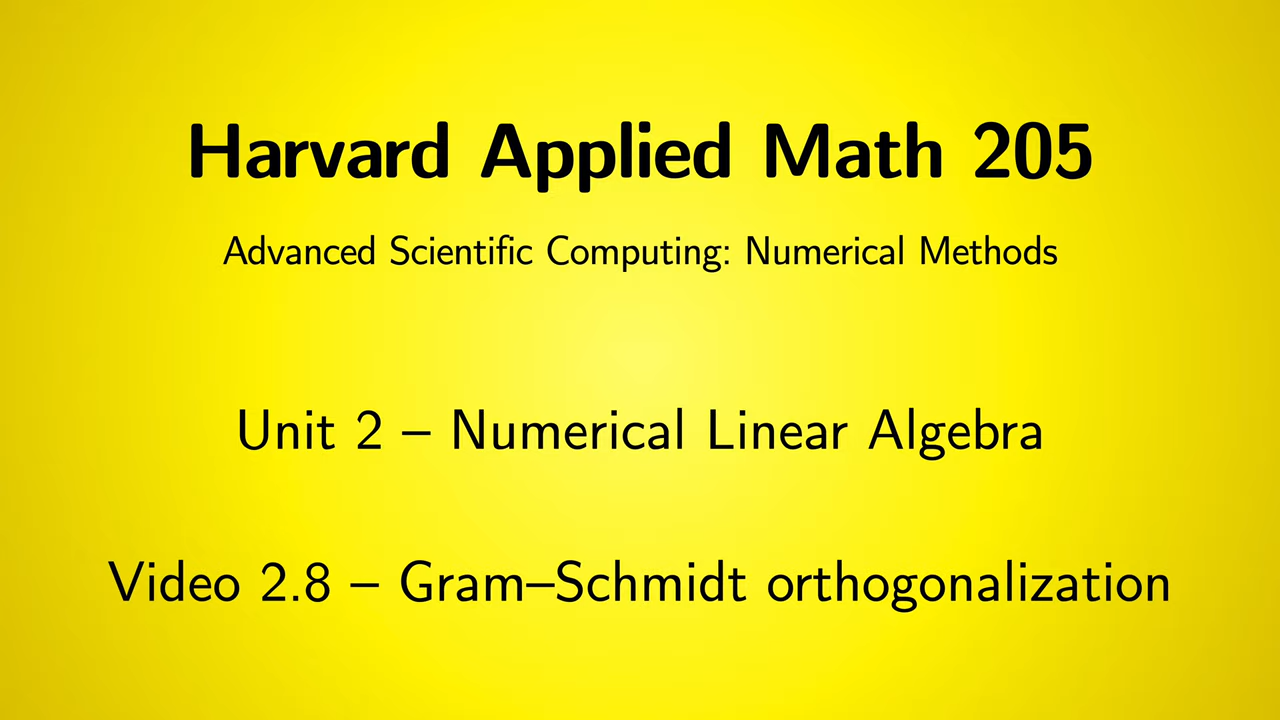 Harvard Applied Math 205
Advanced Scientific Computing: Numerical Methods
Unit 2 – Numerical Linear Algebra
Video 2.8 – Gram–Schmidt orthogonalization